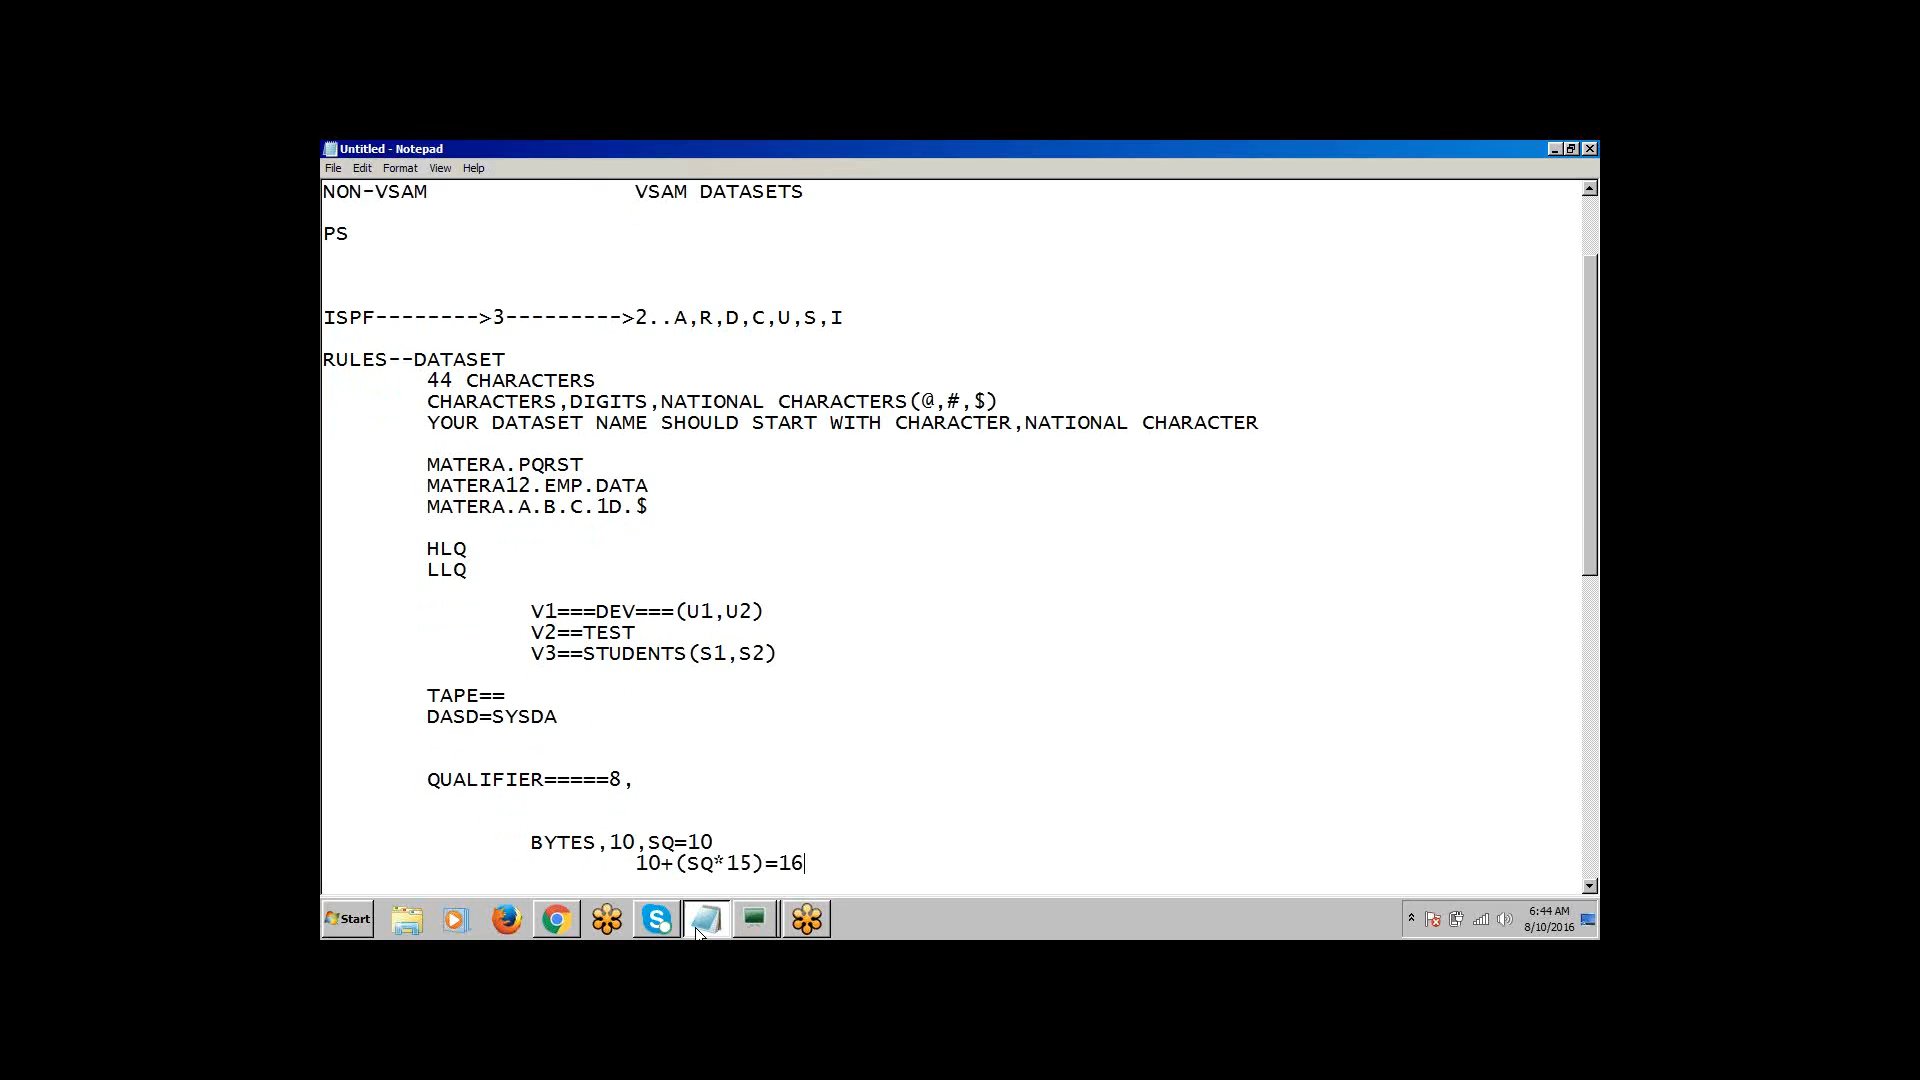 Untitled - Notepad
File Edit Format View Help
NON-VSAM VSAM DATASETS
PS
ISPF-------->3--------->2..A,R,D,C,U,S,I
RULES--DATASET
44 CHARACTERS
CHARACTERS,DIGITS,NATIONAL CHARACTERS(@,#,$)
YOUR DATASET NAME SHOULD START WITH CHARACTER,NATIONAL CHARACTER
MATERA.PQRST
MATERA12.EMP.DATA
MATERA.A.B.C.1D.$
HLQ
LLQ
V1===DEV===(U1,U2)
V2==TEST
V3==STUDENTS(S1,S2)
TAPE==
DASD=SYSDA
QUALIFIER=====8,
BYTES,10,SQ=10
10+(SQ*15)=16
Start
6:44 AM
8/10/2016